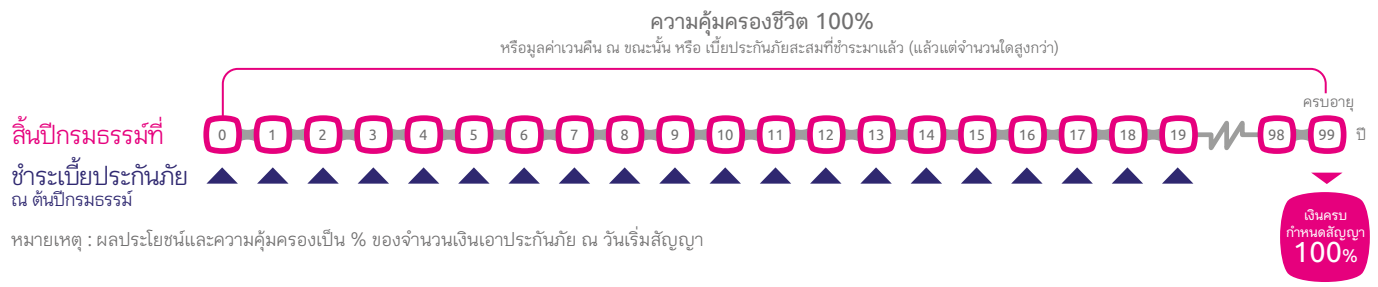 ความคุ้มครองชีวิต 100%
หรือมูลค่าเวนคืน ณ ขณะนั้น หรือ เบี้ยประกันภัยสะสมที่ชำระมาแล้ว (แล้วแต่จำนวนใดสูงกว่า)
ครบอายุ
สิ้นปีกรมธรรม์ที่ 0 1 2 3 4 5 6 7 8 9 10 11 12 13 14 15 16 17 18 19 98 99 ปี
ชำระเบี้ยประกันภัย
ณ ต้นปีกรมธรรม์
เงินครบ
กำหนดสัญญา
100%
หมายเหตุ : ผลประโยชน์และความคุ้มครองเป็น % ของจำนวนเงินเอาประกันภัย ณ วันเริ่มสัญญา